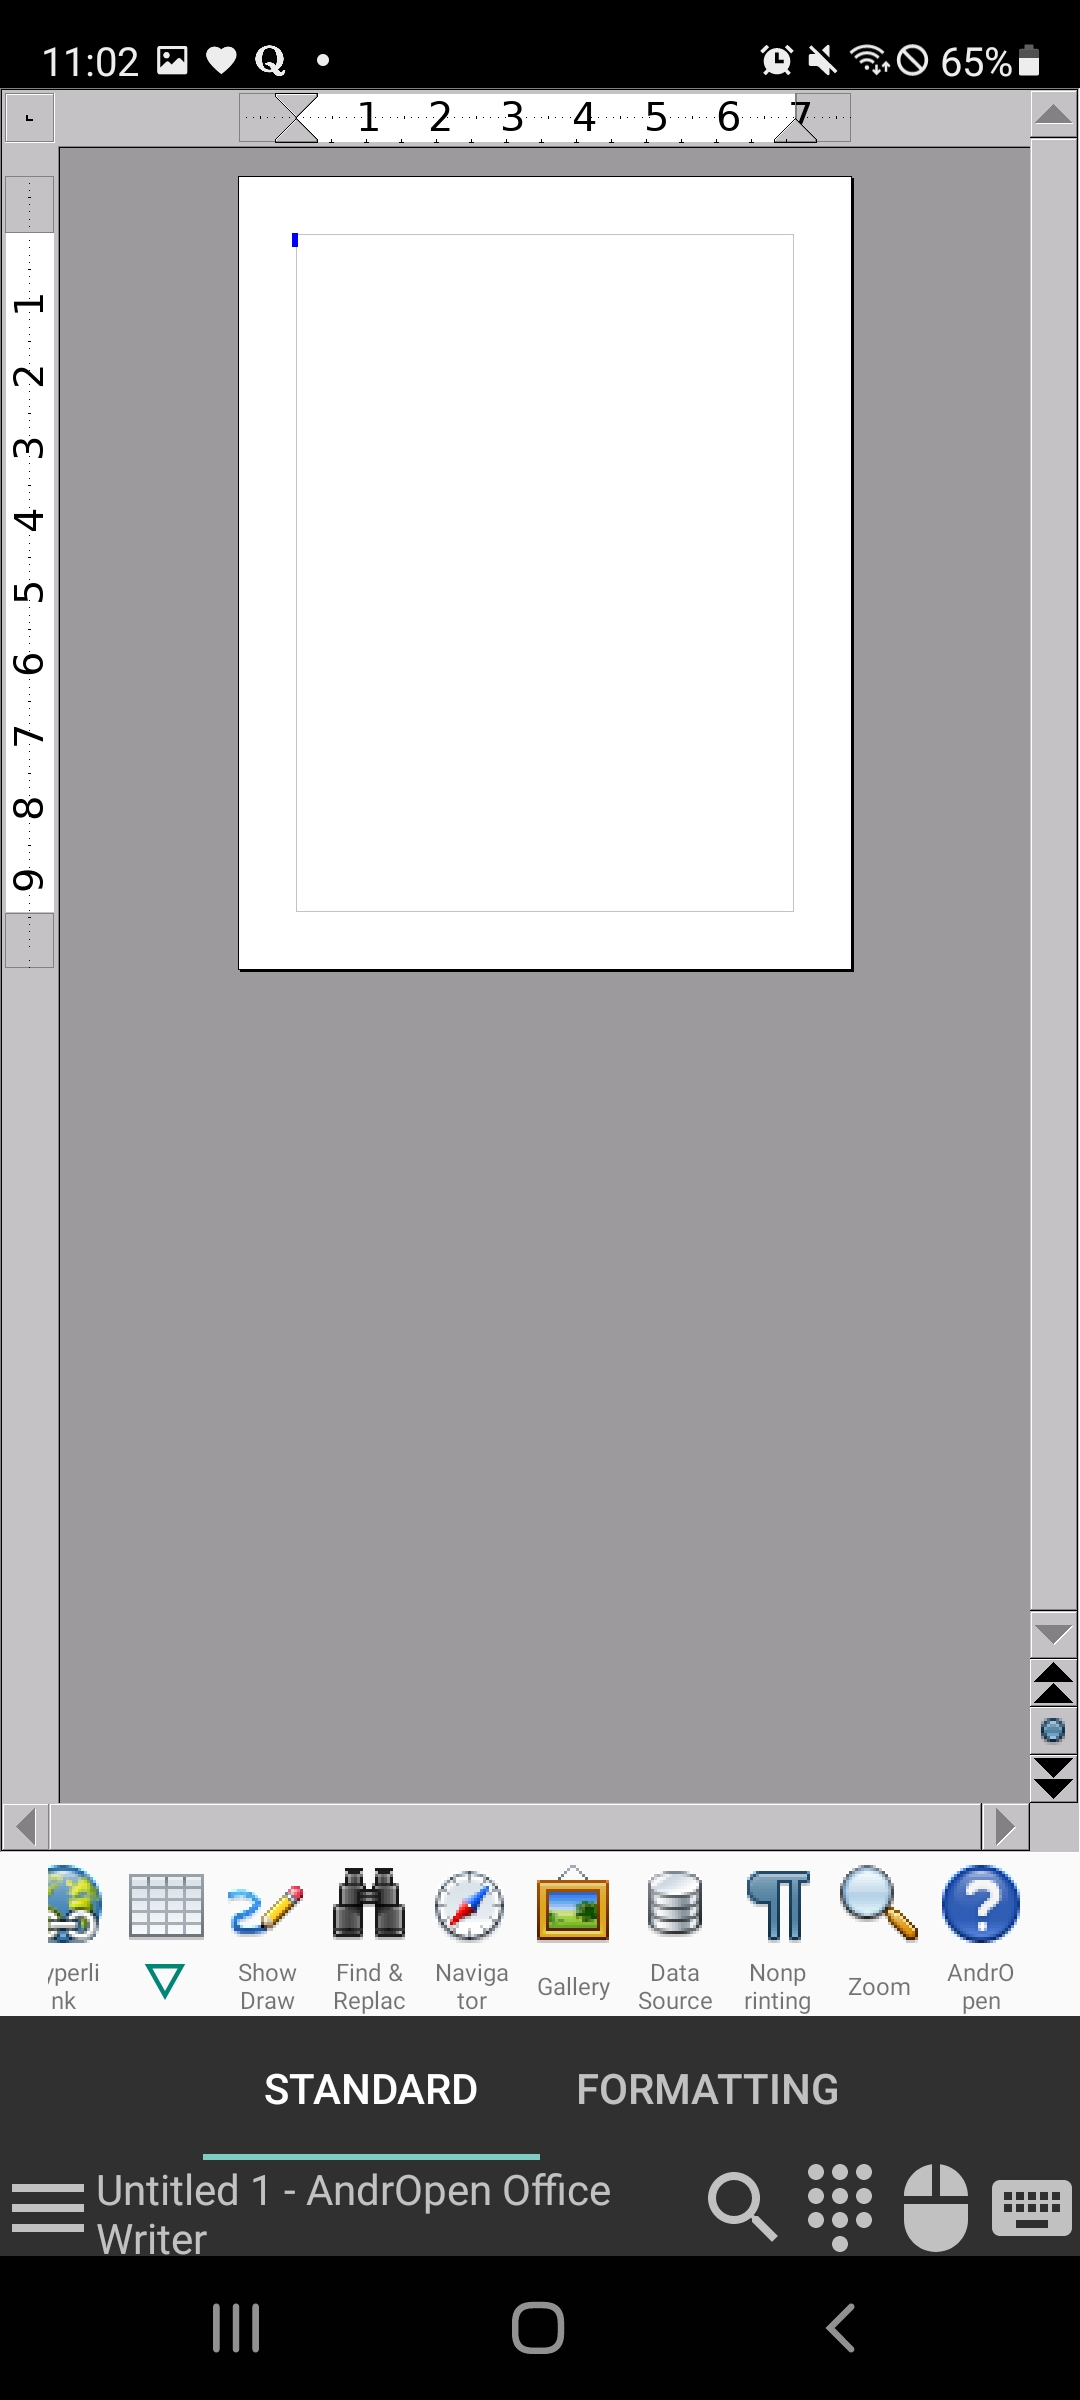 11:02 Q 65%
1 2 3 4 5 6 7
1
2
3
4
5
6
7
8
9
yperli
nk
Show
Draw
Find &
Replac
Naviga
tor
Gallery
Data
Source
Nonp
rinting
Zoom
?
AndrO
pen
STANDARD FORMATTING
Untitled 1 - AndrOpen Office
Writer